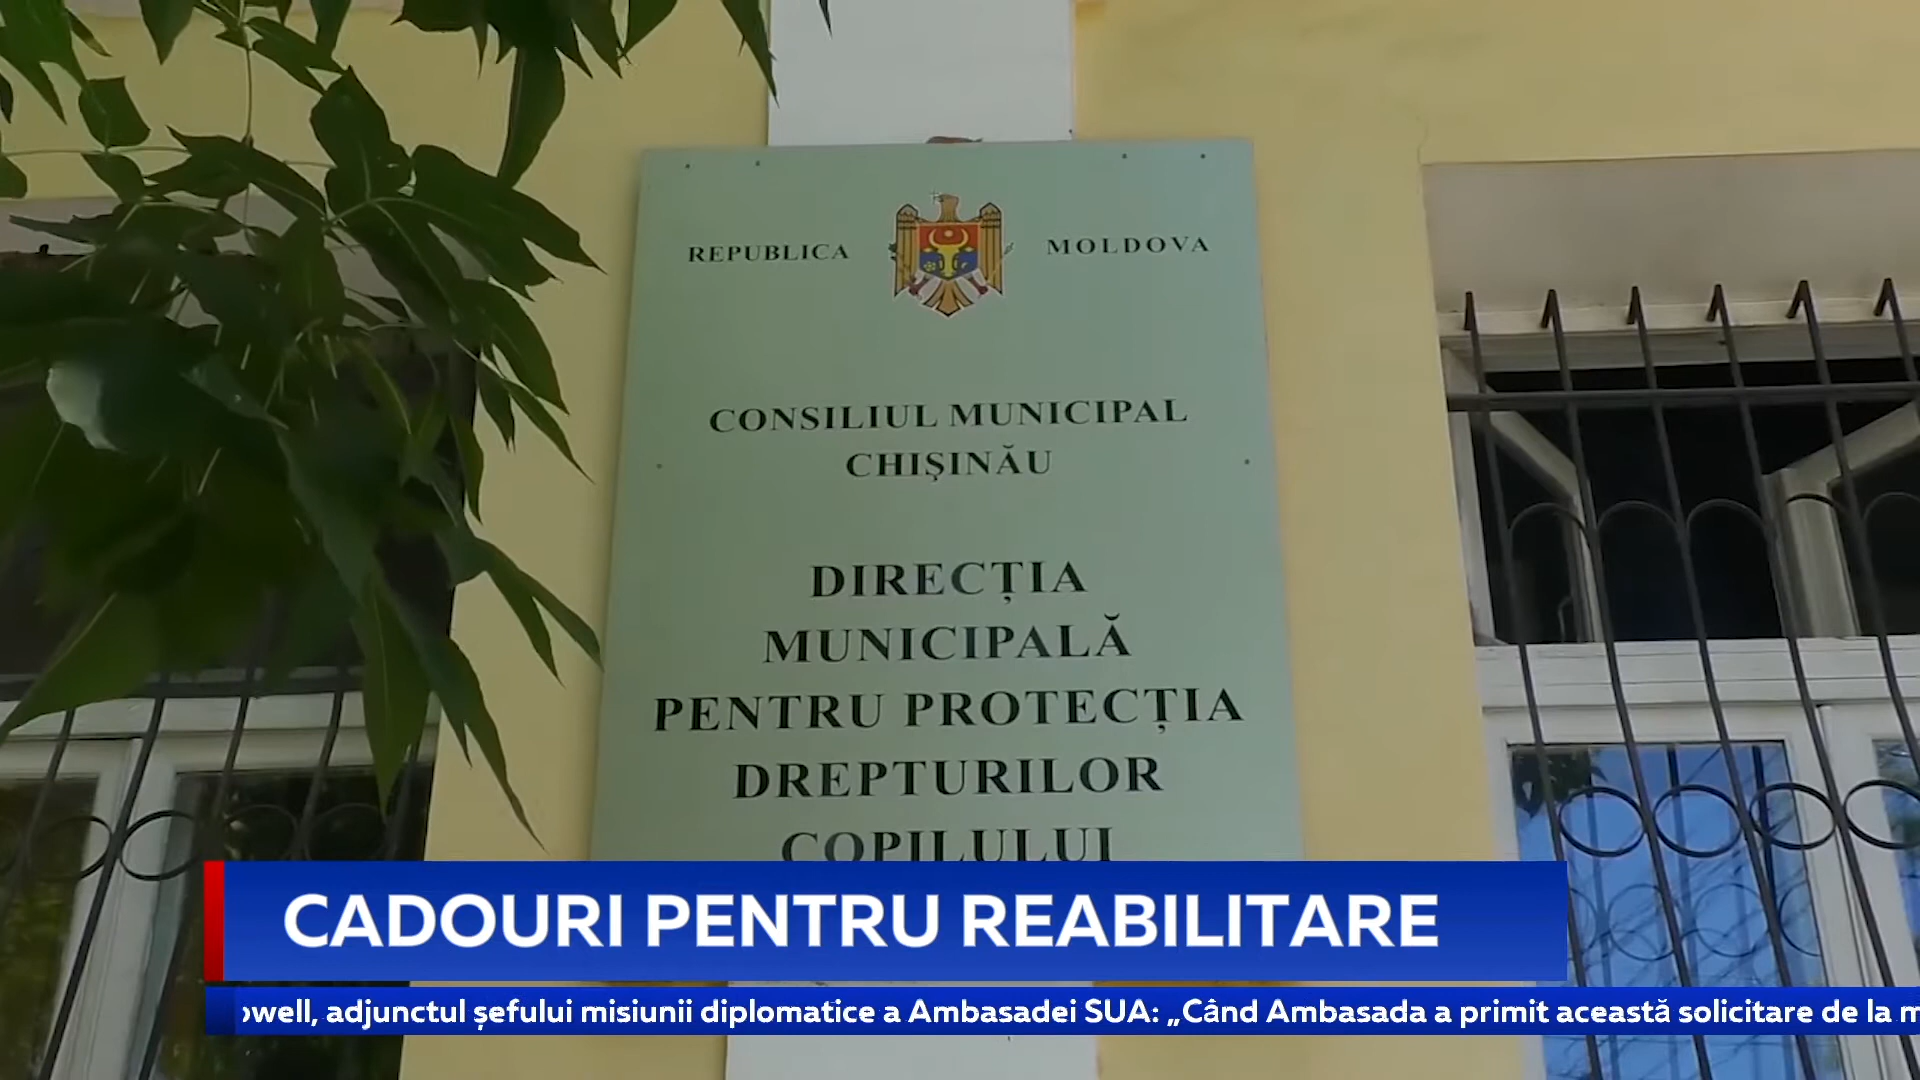 REPUBLICA MOLDOVA
CONSILIUL MUNICIPAL
CHIŞINĂU
DIRECȚIA
MUNICIPALĂ
PENTRU PROTECȚIA
DREPTURILOR
COPILULUI
CADOURI PENTRU REABILITARE
adjunctul șefului misiunii diplomatice a Ambasadei SUA: „Când Ambasada a primit această solicitare de la